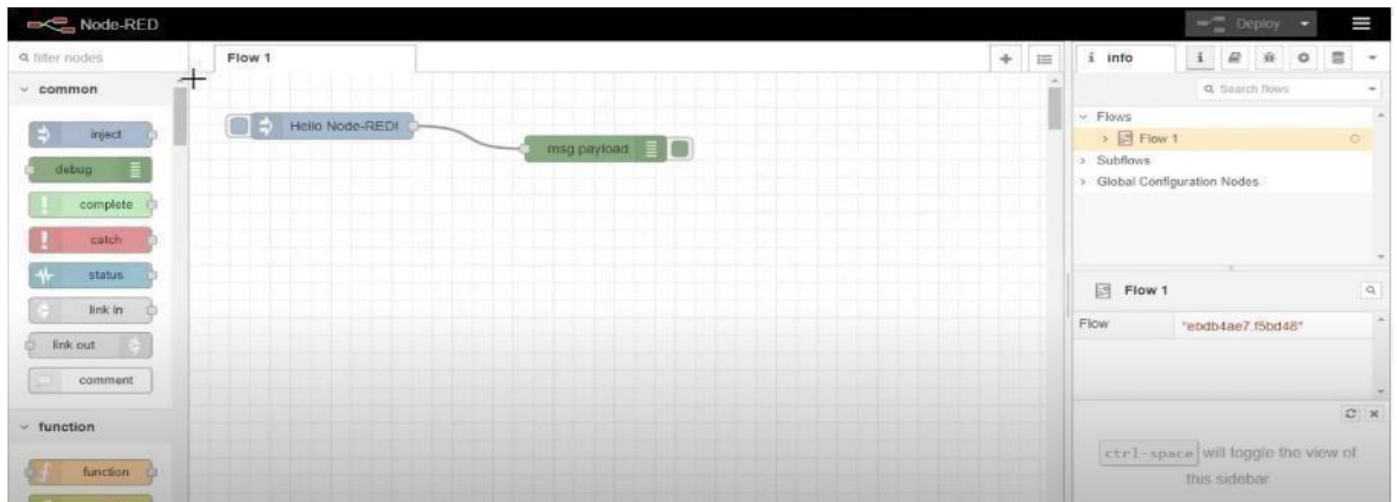 Node-RED
Deploy
filter nodes
Flow 1
info
i
common
Search flows
inject
Hello Node-RED!
Flows
Flow 1
debug
msg.payload
Subflows
Global Configuration Nodes
complete
catch
status
Flow 1
link in
Flow
"ebdb4ae7.f5bd48"
link out
comment
function
ctrl-space will toggle the view of
this sidebar
function